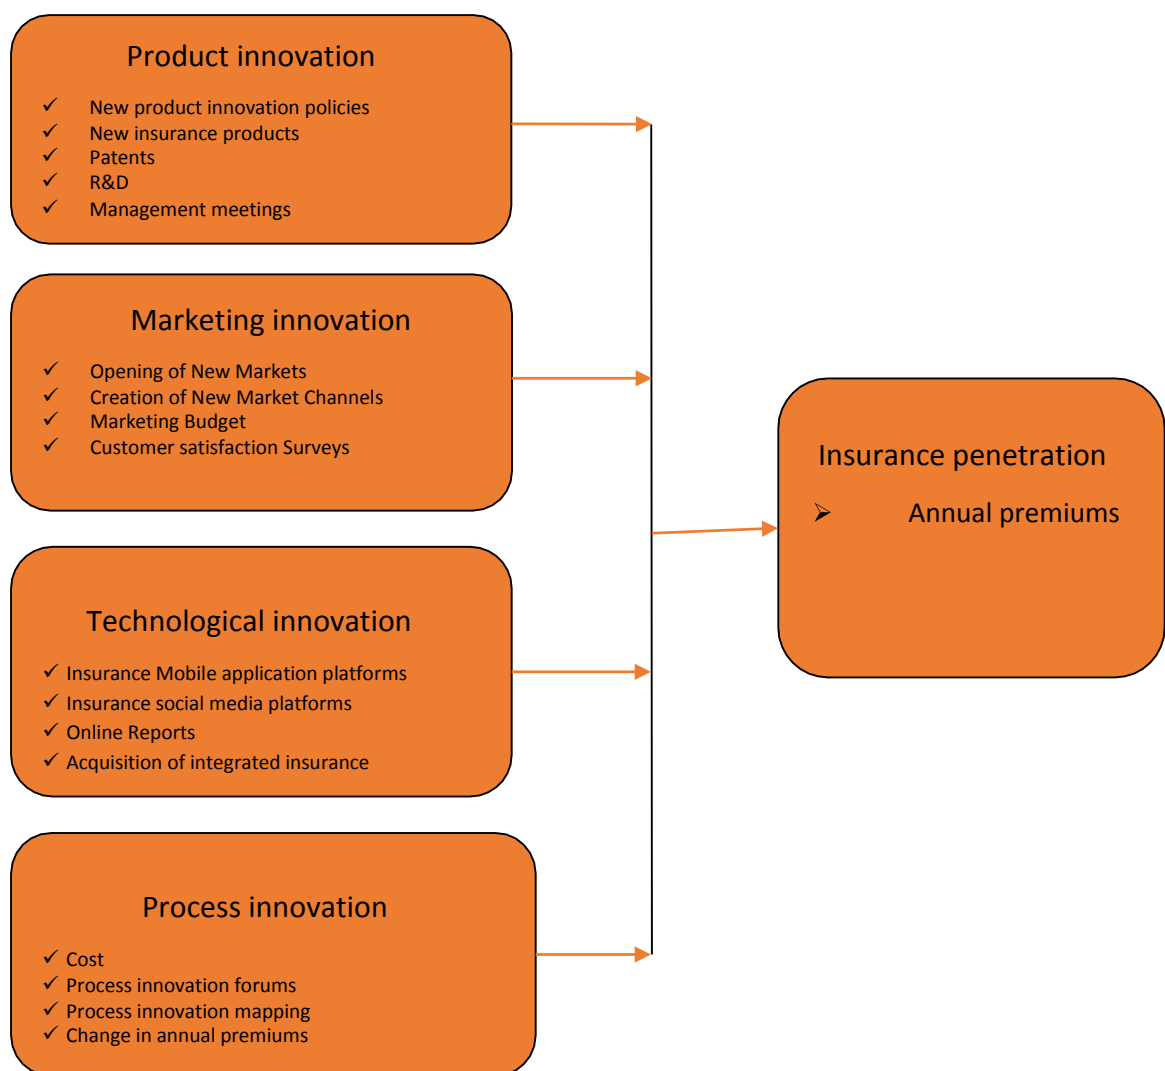 Product innovation
✓ New product innovation policies
✓ New insurance products
✓ Patents
✓ R&D
✓ Management meetings
Marketing innovation
✓ Opening of New Markets
✓ Creation of New Market Channels
✓ Marketing Budget
✓ Customer satisfaction Surveys
Technological innovation
✓ Insurance Mobile application platforms
✓ Insurance social media platforms
✓ Online Reports
✓ Acquisition of integrated insurance
Process innovation
✓ Cost
✓ Process innovation forums
✓ Process innovation mapping
✓ Change in annual premiums
Insurance penetration
➢ Annual premiums